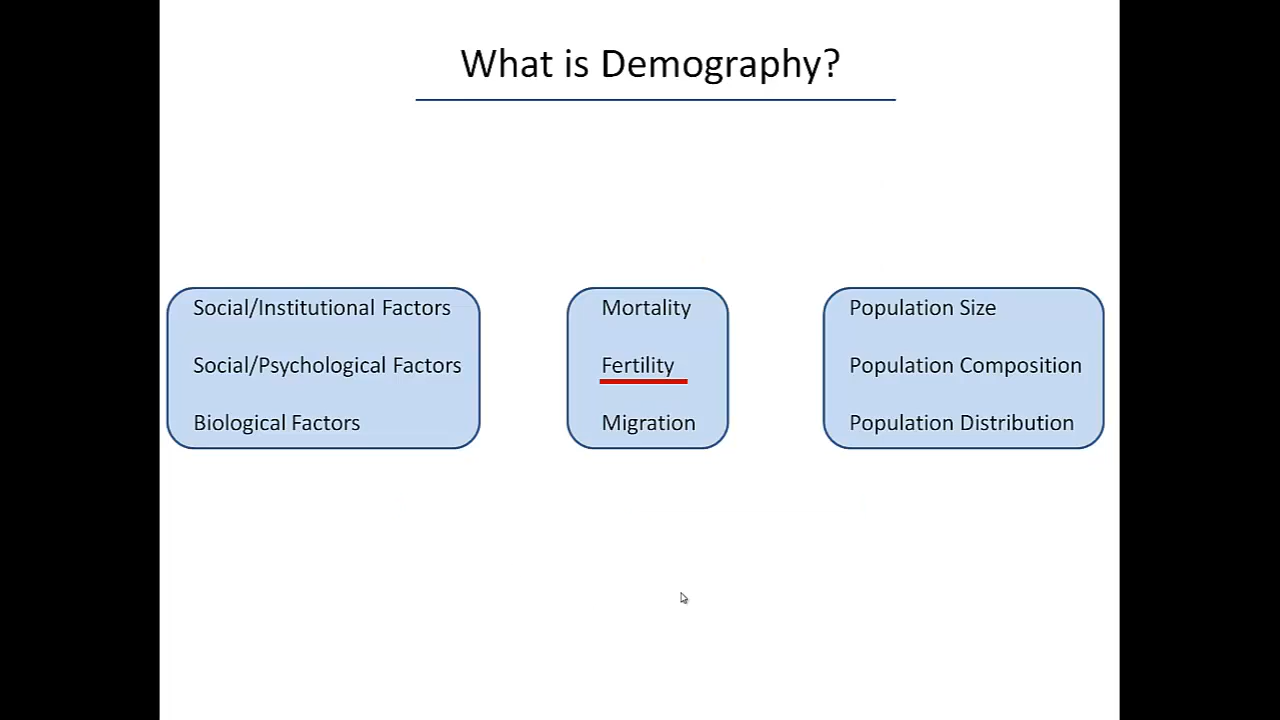 What is Demography?
Social/Institutional Factors
Social/Psychological Factors
Biological Factors
Mortality
Fertility
Migration
Population Size
Population Composition
Population Distribution